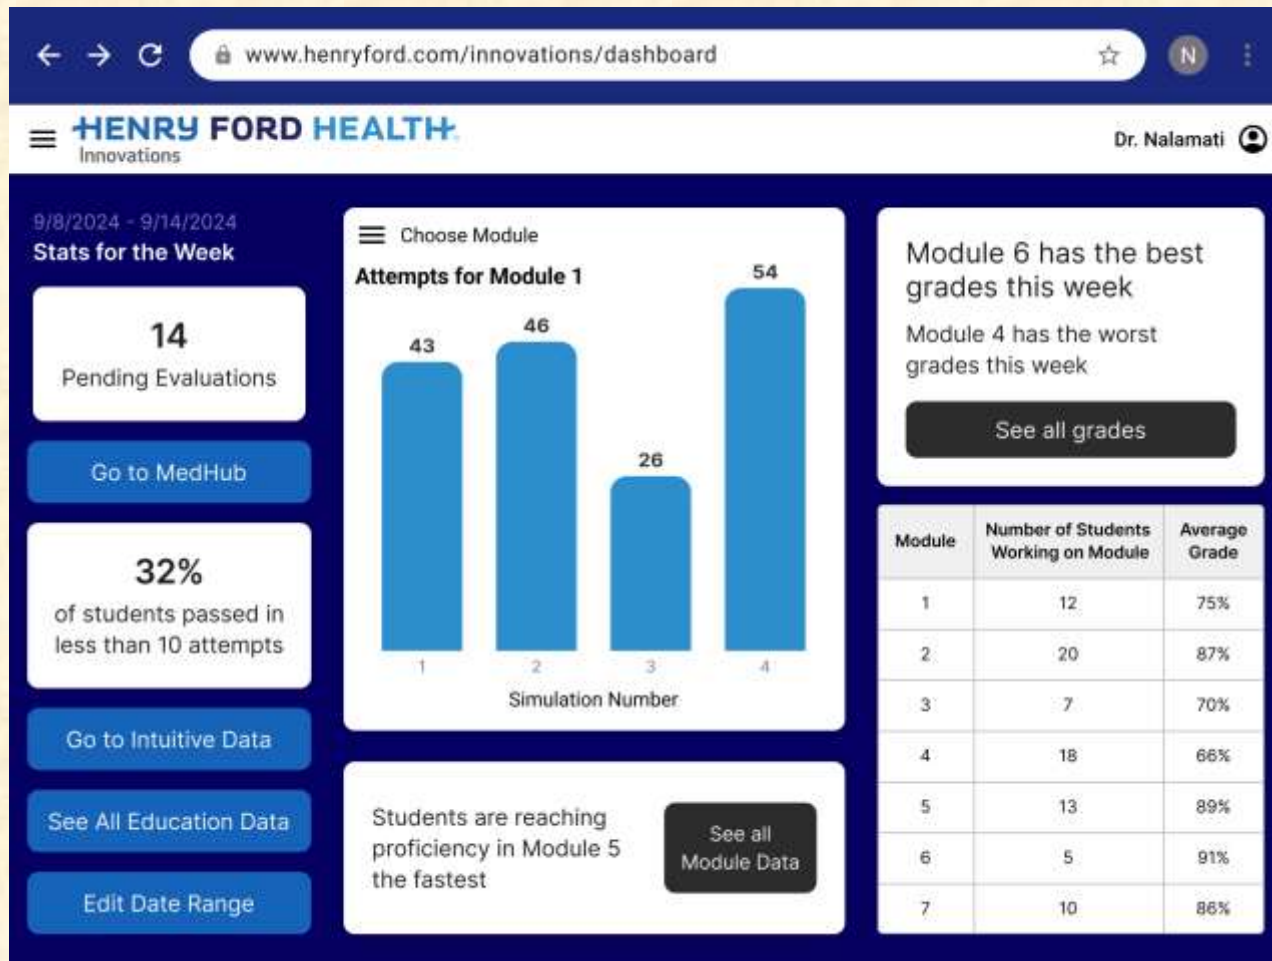 www.henryford.com/innovations/dashboard
N
HENRY FORD HEALTH
Innovations
Dr. Nalamati
9/8/2024 - 9/14/2024
Stats for the Week
14
Pending Evaluations
Go to MedHub
32%
of students passed in
less than 10 attempts
Go to Intuitive Data
See All Education Data
Edit Date Range
Choose Module
Attempts for Module 1
43
46
26
54
1
2
3
4
Simulation Number
Students are reaching
proficiency in Module 5
the fastest
See all
Module Data
Module 6 has the best
grades this week
Module 4 has the worst
grades this week
See all grades
Module Number of Students Working on Module Average Grade
1 12 75%
2 20 87%
3 7 70%
4 18 66%
5 13 89%
6 5 91%
7 10 86%